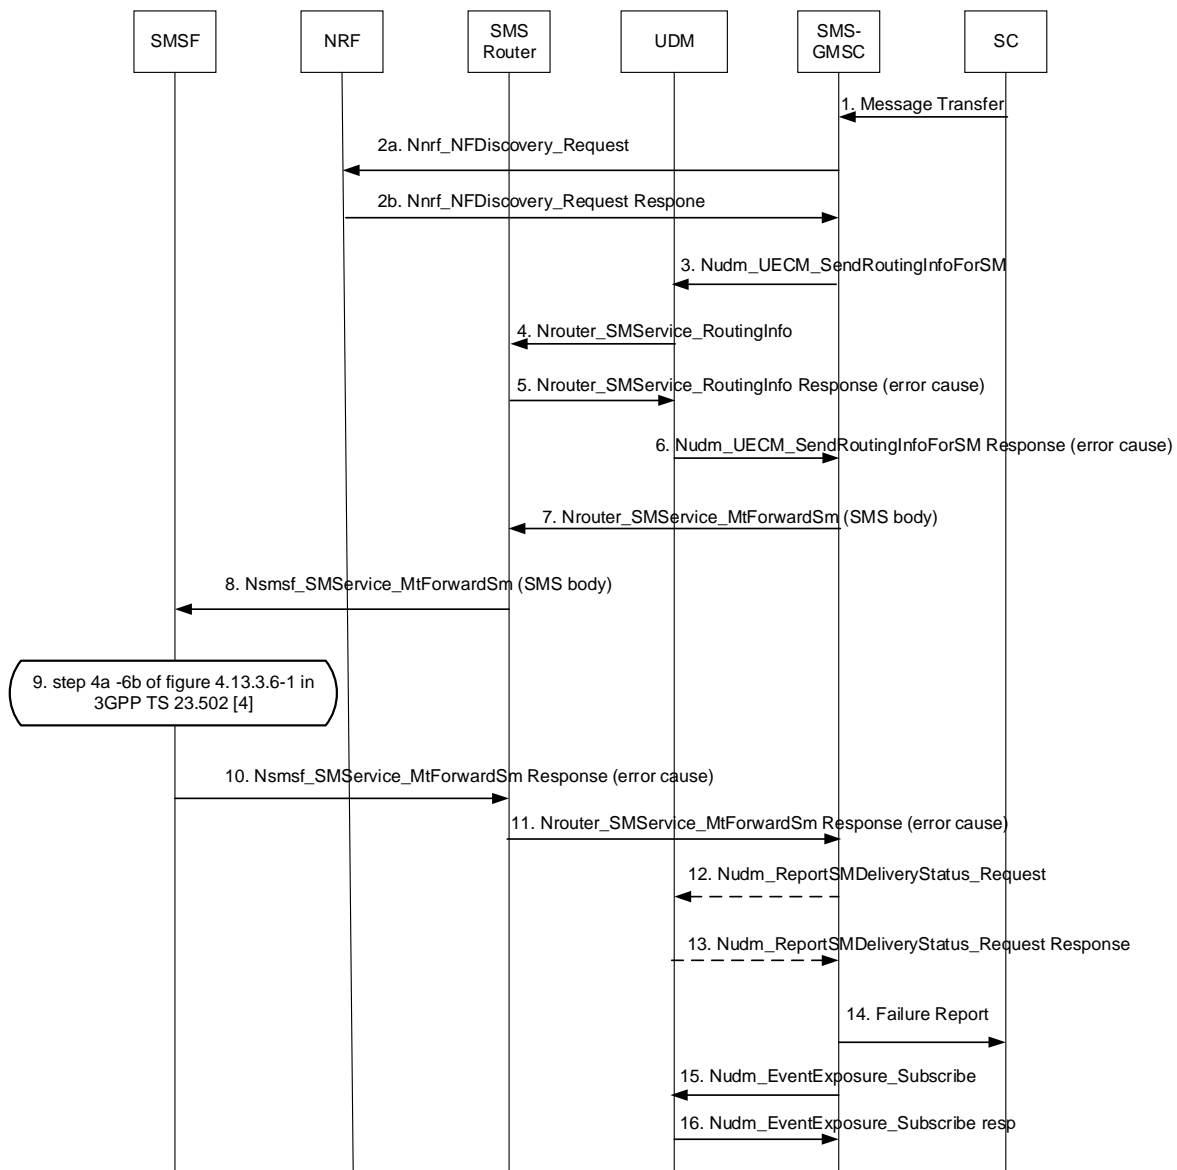 SMSF
NRF
SMS
Router
UDM
SMS-
GMSC
SC
1. Message Transfer
2a. Nnrf_NFDiscovery_Request
2b. Nnrf_NFDiscovery_Request Respone
3. Nudm_UECM_SendRoutingInfoForSM
4. Nrouter_SMService_RoutingInfo
5. Nrouter_SMService_RoutingInfo Response (error cause)
6. Nudm_UECM_SendRoutingInfoForSM Response (error cause)
7. Nrouter_SMService_MtForwardSm (SMS body)
8. Nsmsf_SMService_MtForwardSm (SMS body)
9. step 4a -6b of figure 4.13.3.6-1 in
3GPP TS 23.502 [4]
10. Nsmsf_SMService_MtForwardSm Response (error cause)
11. Nrouter_SMService_MtForwardSm Response (error cause)
12. Nudm_ReportSMDeliveryStatus_Request
13. Nudm_ReportSMDeliveryStatus_Request Response
14. Failure Report
15. Nudm_EventExposure_Subscribe
16. Nudm_EventExposure_Subscribe resp